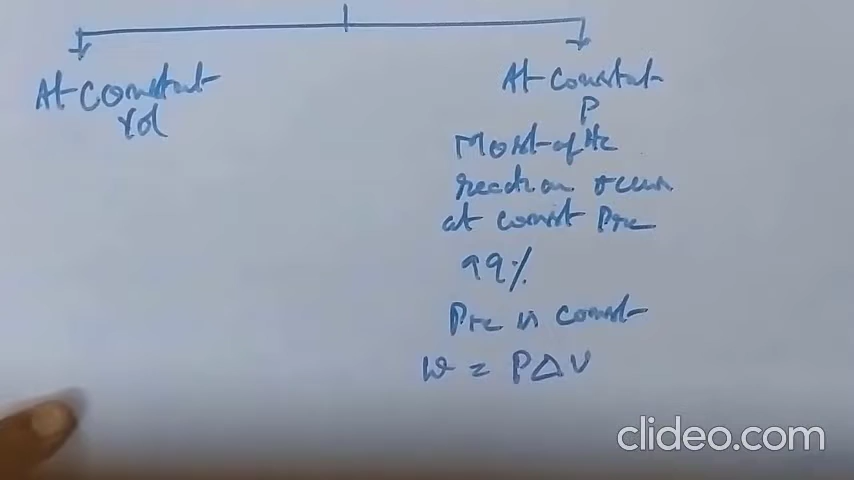 At constant
Vol
At constant
P
Most of the
reaction occur
at const Pre
99%
Pre is const
W = PΔV
clideo.com